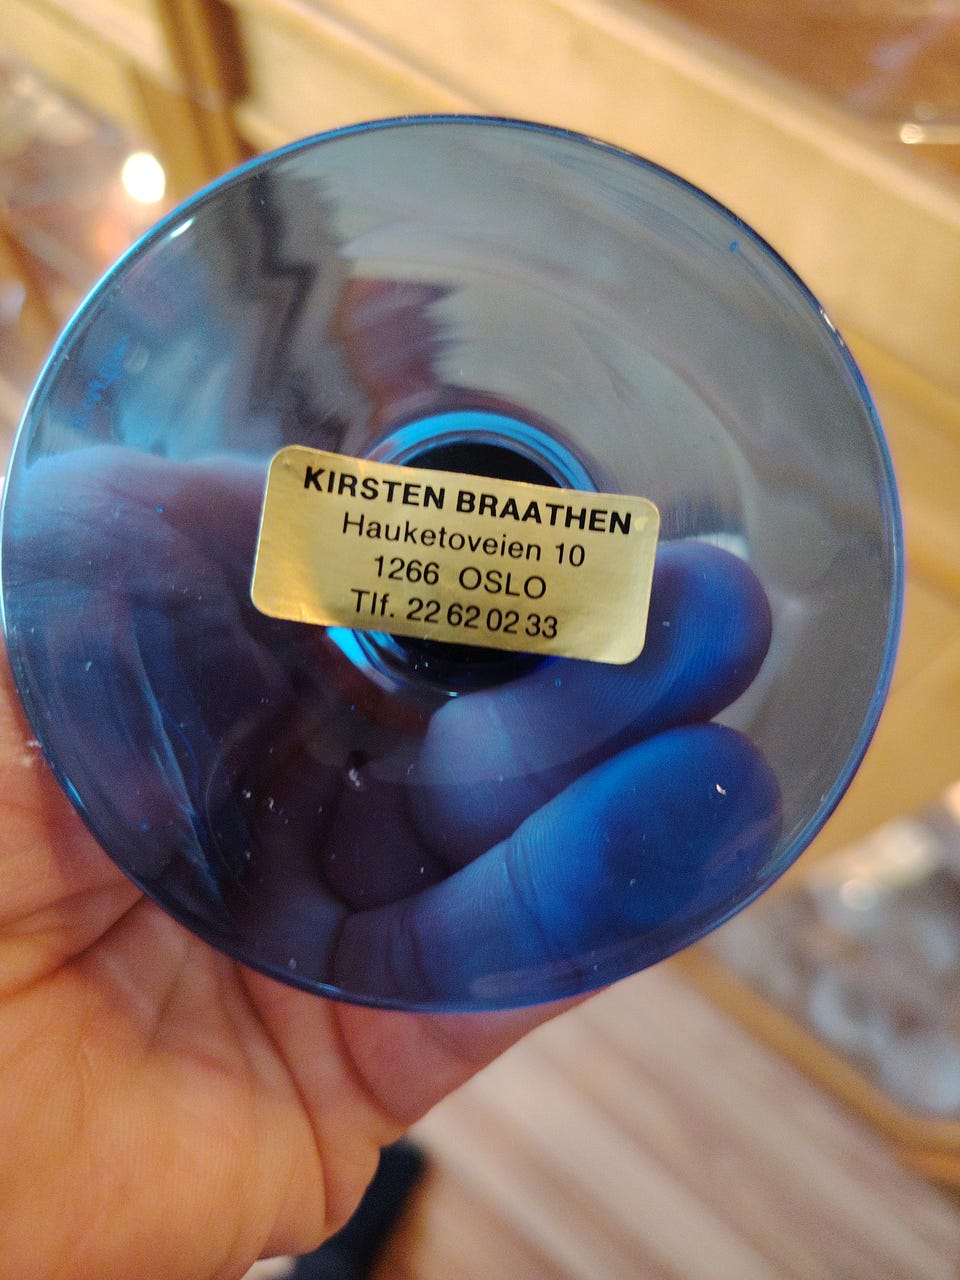 KIRSTEN BRAATHEN
Hauketoveien 10
1266 OSLO
Tlf. 22 62 02 33